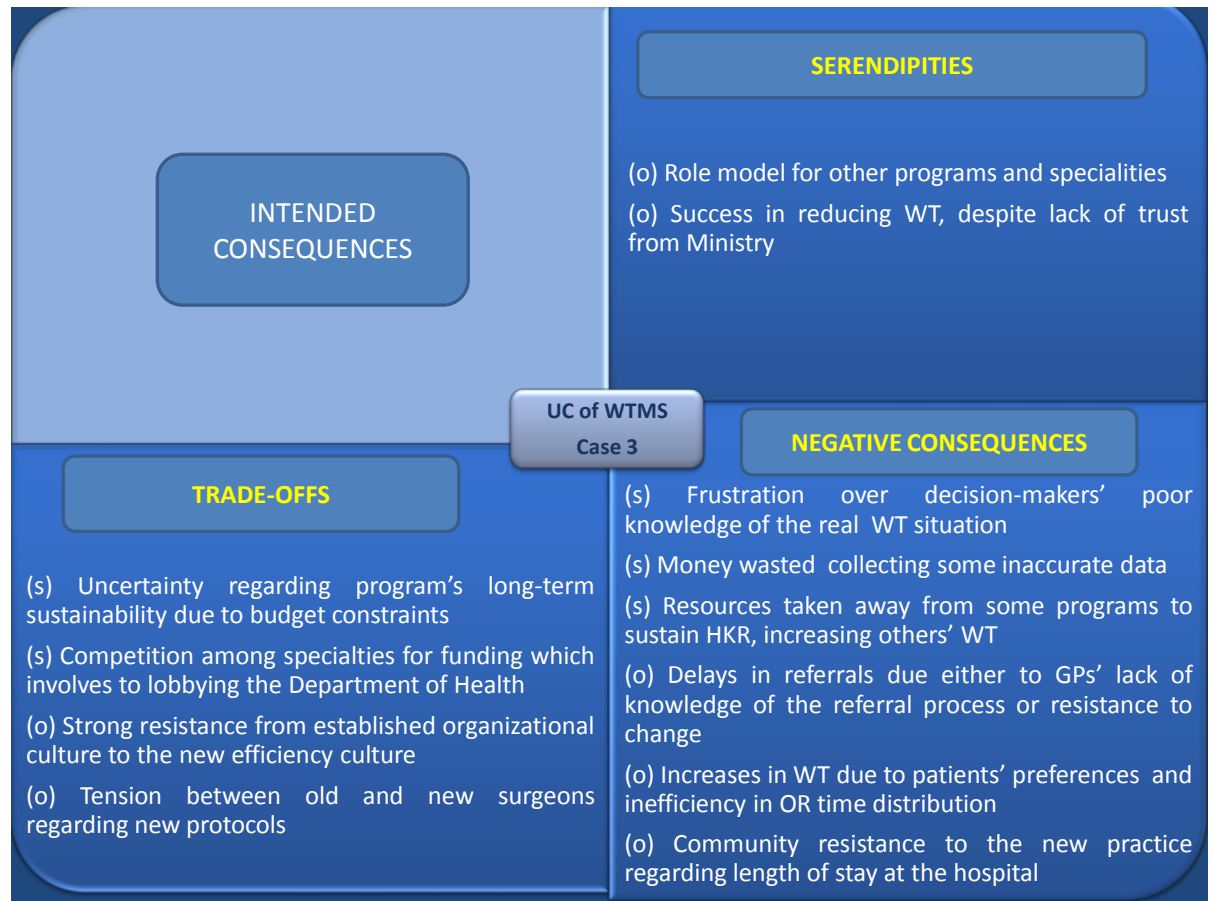 INTENDED
CONSEQUENCES
SERENDIPITIES
(o) Role model for other programs and specialities
(o) Success in reducing WT, despite lack of trust
from Ministry
UC of WTMS
Case 3
TRADE-OFFS
(s) Uncertainty regarding program’s long-term
sustainability due to budget constraints
(s) Competition among specialties for funding which
involves to lobbying the Department of Health
(o) Strong resistance from established organizational
culture to the new efficiency culture
(o) Tension between old and new surgeons
regarding new protocols
NEGATIVE CONSEQUENCES
(s) Frustration over decision-makers’ poor
knowledge of the real WT situation
(s) Money wasted collecting some inaccurate data
(s) Resources taken away from some programs to
sustain HKR, increasing others’ WT
(o) Delays in referrals due either to GPs’ lack of
knowledge of the referral process or resistance to
change
(o) Increases in WT due to patients’ preferences and
inefficiency in OR time distribution
(o) Community resistance to the new practice
regarding length of stay at the hospital